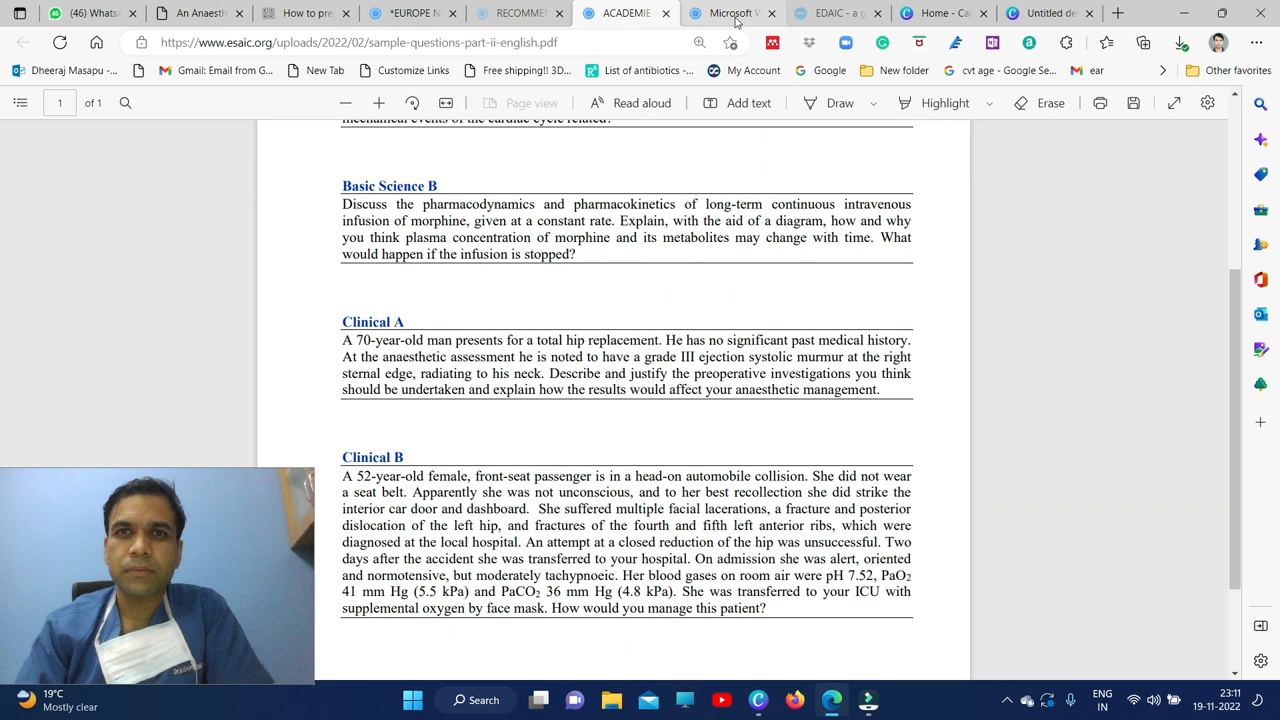 (46) WhatsA
An Anaesth
How to prep
*EUROPE N
RECOMME
ACADEMIE
Microsoft W
EDAIC - a g
Home - Can
Untitled de
https://www.esaic.org/uploads/2022/02/sample-questions-part-ii-english.pdf
Dheeraj Masapu -...
Gmail: Email from G...
New Tab
Customize Links
Free shipping!! 3D...
List of antibiotics -...
My Account
Google
New folder
cvt age - Google Se...
ear
Other favorites
1 of 1
Page view
Read aloud
Add text
Draw
Highlight
Erase
mechanical events of the cardiac cycle related?
Basic Science B
Discuss the pharmacodynamics and pharmacokinetics of long-term continuous intravenous
infusion of morphine, given at a constant rate. Explain, with the aid of a diagram, how and why
you think plasma concentration of morphine and its metabolites may change with time. What
would happen if the infusion is stopped?
Clinical A
A 70-year-old man presents for a total hip replacement. He has no significant past medical history.
At the anaesthetic assessment he is noted to have a grade III ejection systolic murmur at the right
sternal edge, radiating to his neck. Describe and justify the preoperative investigations you think
should be undertaken and explain how the results would affect your anaesthetic management.
Clinical B
A 52-year-old female, front-seat passenger is in a head-on automobile collision. She did not wear
a seat belt. Apparently she was not unconscious, and to her best recollection she did strike the
interior car door and dashboard. She suffered multiple facial lacerations, a fracture and posterior
dislocation of the left hip, and fractures of the fourth and fifth left anterior ribs, which were
diagnosed at the local hospital. An attempt at a closed reduction of the hip was unsuccessful. Two
days after the accident she was transferred to your hospital. On admission she was alert, oriented
and normotensive, but moderately tachypnoeic. Her blood gases on room air were pH 7.52, PaO2
41 mm Hg (5.5 kPa) and PaCO2 36 mm Hg (4.8 kPa). She was transferred to your ICU with
supplemental oxygen by face mask. How would you manage this patient?
19°C
Mostly clear
Search
ENG
IN
23:11
19-11-2022